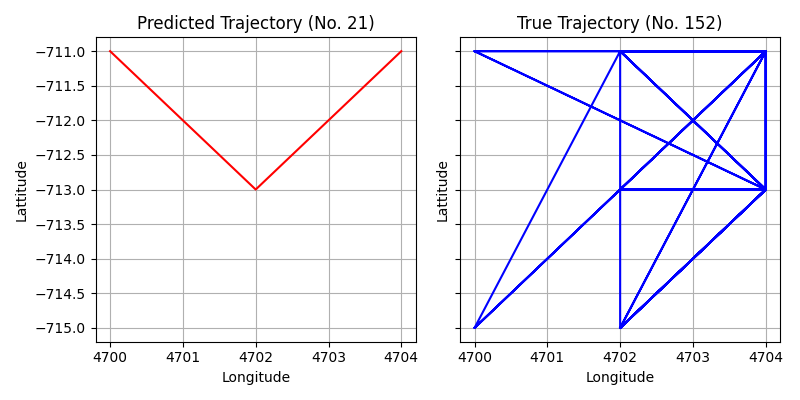 Predicted Trajectory (No. 21)
True Trajectory (No. 152)
−711.0
−711.5
−712.0
−712.5
−713.0
−713.5
−714.0
−714.5
−715.0
Lattitude
Lattitude
4700 4701 4702 4703 4704
4700 4701 4702 4703 4704
Longitude
Longitude